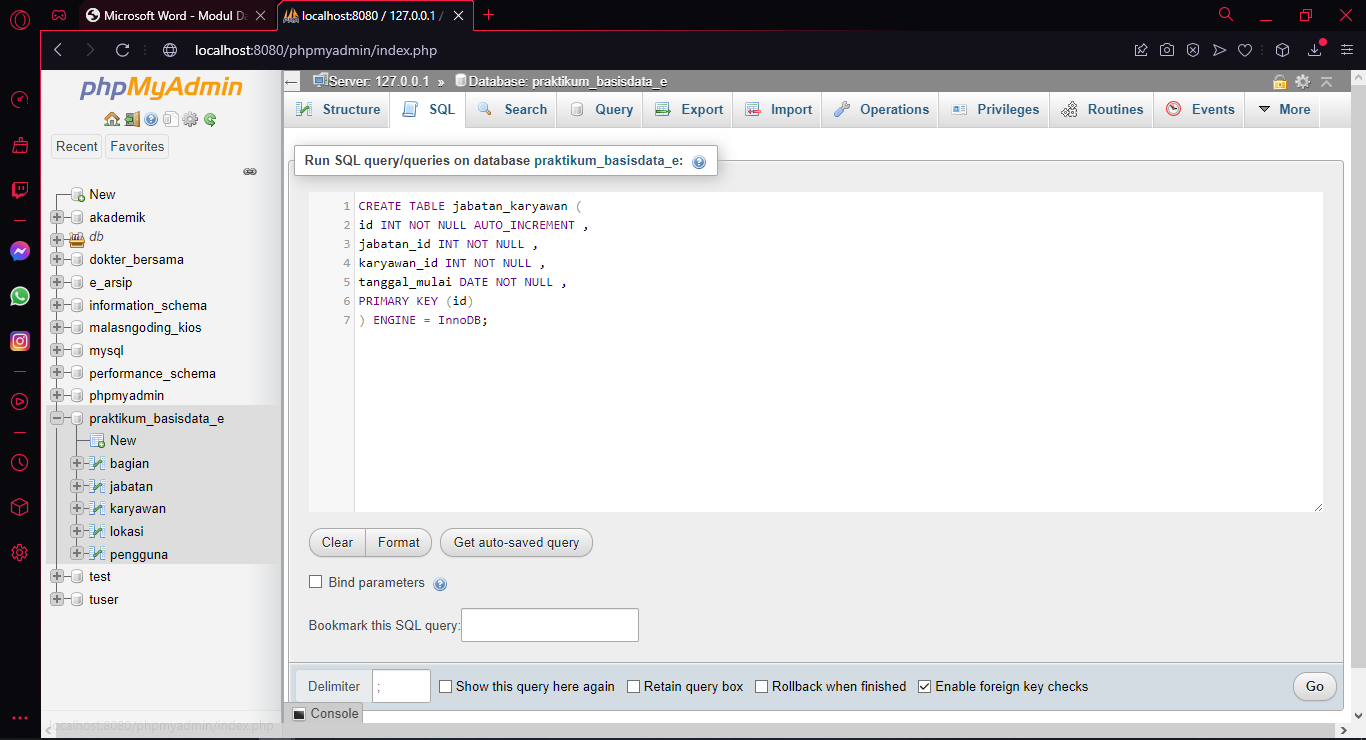 Microsoft Word - Modul Da
localhost:8080 / 127.0.0.1 /
localhost:8080/phpmyadmin/index.php
phpMyAdmin
Recent Favorites
New
akademik
db
dokter_bersama
e_arsip
information_schema
malasngoding_kios
mysql
performance_schema
phpmyadmin
praktikum_basisdata_e
New
bagian
jabatan
karyawan
lokasi
pengguna
test
tuser
localhost:8080/phpmyadmin/index.php
Server: 127.0.0.1 » Database: praktikum_basisdata_e
Structure SQL Search Query Export Import Operations Privileges Routines Events More
Run SQL query/queries on database praktikum_basisdata_e:
1 CREATE TABLE jabatan_karyawan (
2 id INT NOT NULL AUTO_INCREMENT ,
3 jabatan_id INT NOT NULL ,
4 karyawan_id INT NOT NULL ,
5 tanggal_mulai DATE NOT NULL ,
6 PRIMARY KEY (id)
7 ) ENGINE = InnoDB;
Clear Format Get auto-saved query
Bind parameters
Bookmark this SQL query:
Delimiter ; Show this query here again Retain query box Rollback when finished Enable foreign key checks Go
Console